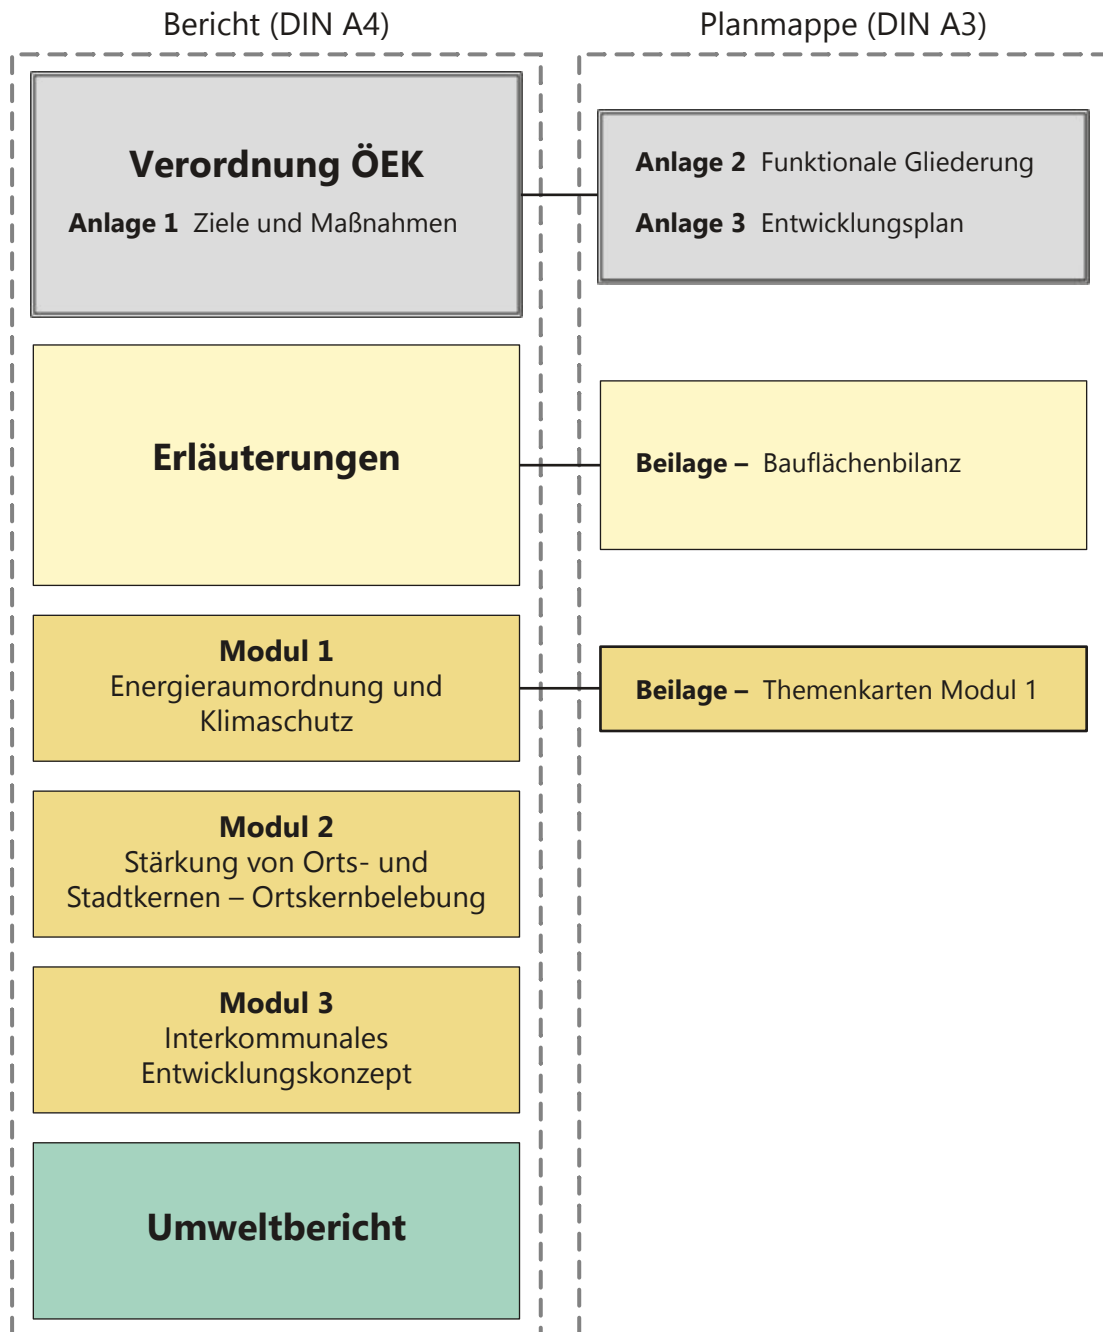 Bericht (DIN A4)
Planmappe (DIN A3)
Verordnung ÖEK
Anlage 1 Ziele und Maßnahmen
Anlage 2 Funktionale Gliederung
Anlage 3 Entwicklungsplan
Erläuterungen
Beilage – Bauflächenbilanz
Modul 1
Energieraumordnung und
Klimaschutz
Beilage – Themenkarten Modul 1
Modul 2
Stärkung von Orts- und
Stadtkernen – Ortskernbelebung
Modul 3
Interkommunales
Entwicklungskonzept
Umweltbericht